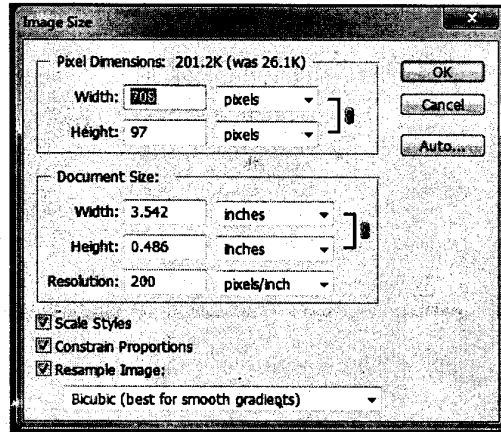 Image Size
Pixel Dimensions: 201.2K (was 26.1K)
Width: 708 pixels
Height: 97 pixels
OK
Cancel
Auto...
Document Size:
Width: 3.542 inches
Height: 0.486 inches
Resolution: 200 pixels/inch
Scale Styles
Constrain Proportions
Resample Image:
Bicubic (best for smooth gradients)